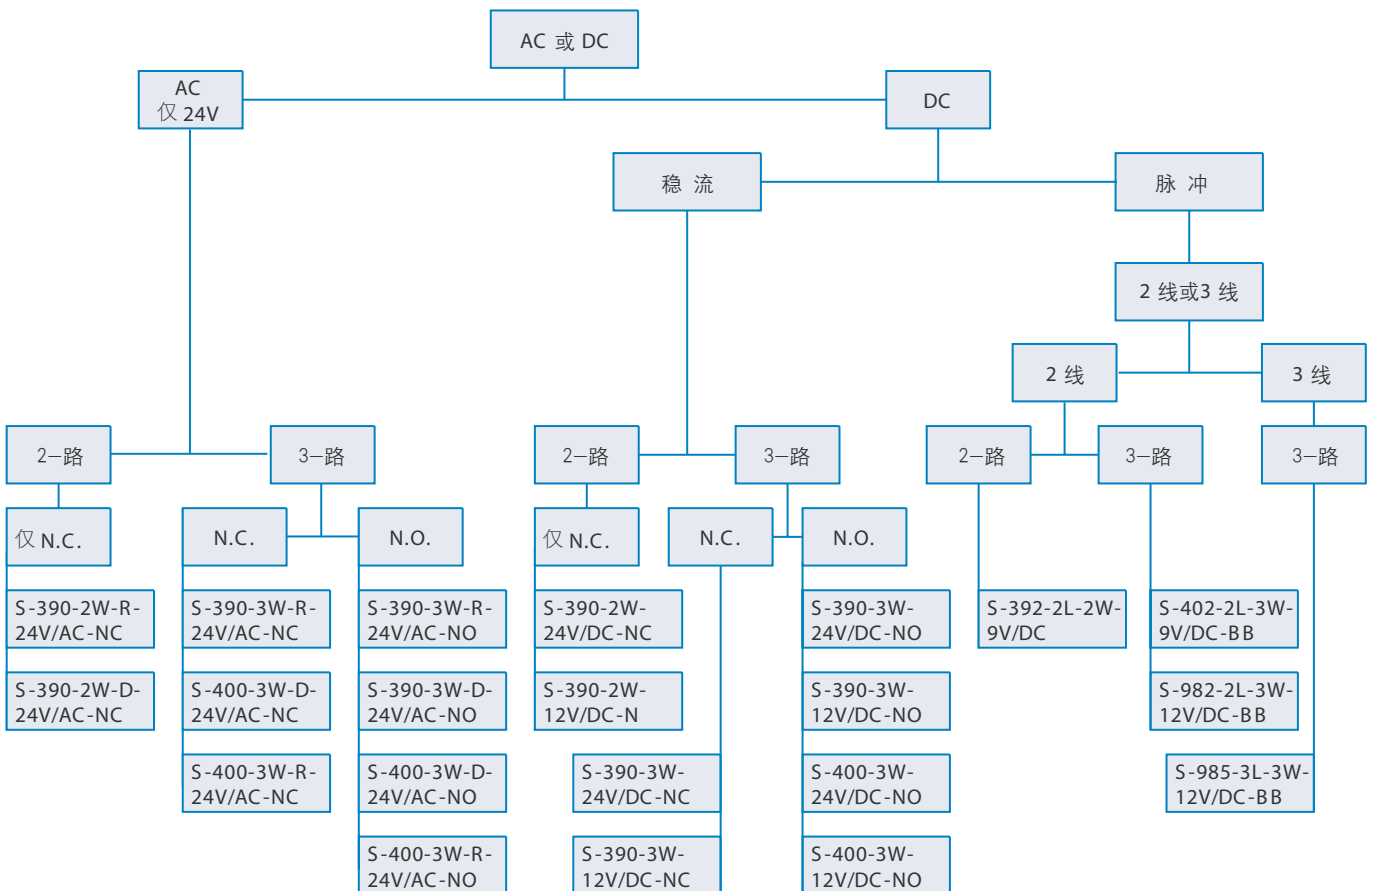 AC 或 DC
AC
仅 24V
DC
稳 流
脉 冲
2 线或3 线
2 线
3 线
2-路
3-路
2-路
3-路
2-路
3-路
3-路
仅 N.C.
N.C.
N.O.
仅 N.C.
N.C.
N.O.
S-390-2W-R-
24V/AC-NC
S-390-3W-R-
24V/AC-NC
S-390-3W-R-
24V/AC-NO
S-390-2W-
24V/DC-NC
S-390-3W-
24V/DC-NO
S-392-2L-2W-
9V/DC
S-402-2L-3W-
9V/DC-BB
S-390-2W-D-
24V/AC-NC
S-400-3W-D-
24V/AC-NC
S-390-3W-D-
24V/AC-NO
S-390-2W-
12V/DC-N
S-390-3W-
12V/DC-NO
S-982-2L-3W-
12V/DC-BB
S-400-3W-R-
24V/AC-NC
S-400-3W-D-
24V/AC-NO
S-390-3W-
24V/DC-NC
S-400-3W-
24V/DC-NO
S-985-3L-3W-
12V/DC-BB
S-400-3W-R-
24V/AC-NO
S-390-3W-
12V/DC-NC
S-400-3W-
12V/DC-NO